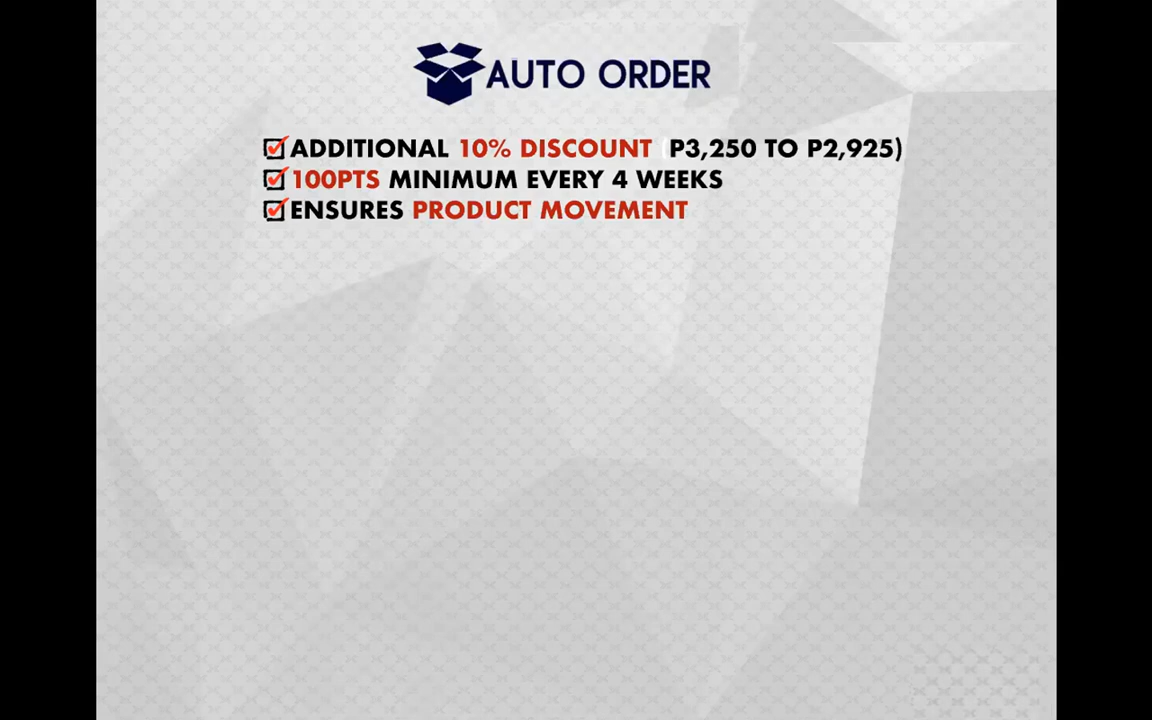 AUTO ORDER
ADDITIONAL 10% DISCOUNT (P3,250 TO P2,925)
100PTS MINIMUM EVERY 4 WEEKS
ENSURES PRODUCT MOVEMENT